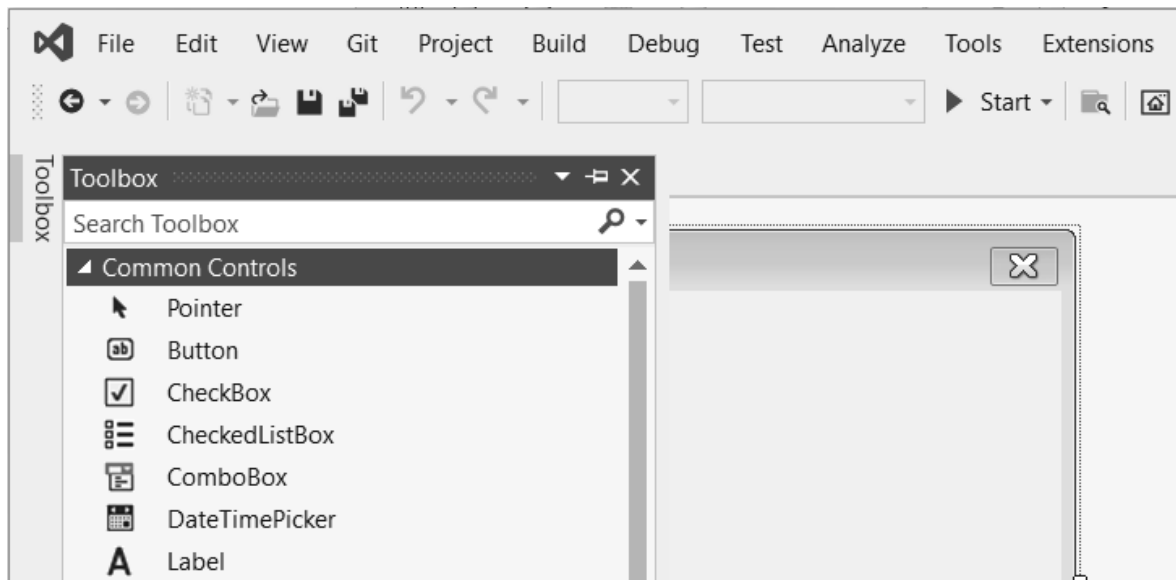 File Edit View Git Project Build Debug Test Analyze Tools Extensions
Start
Toolbox
Toolbox
Search Toolbox
Common Controls
Pointer
ab Button
CheckBox
CheckedListBox
ComboBox
DateTimePicker
A Label